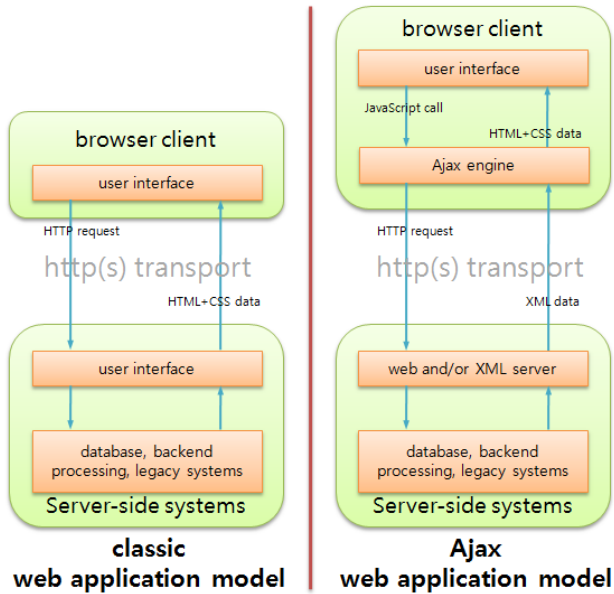 browser client
user interface
HTTP request
http(s) transport
HTML+CSS data
user interface
database, backend
processing, legacy systems
Server-side systems
classic
web application model
browser client
user interface
JavaScript call
HTML+CSS data
Ajax engine
HTTP request
http(s) transport
XML data
web and/or XML server
database, backend
processing, legacy systems
Server-side systems
Ajax
web application model